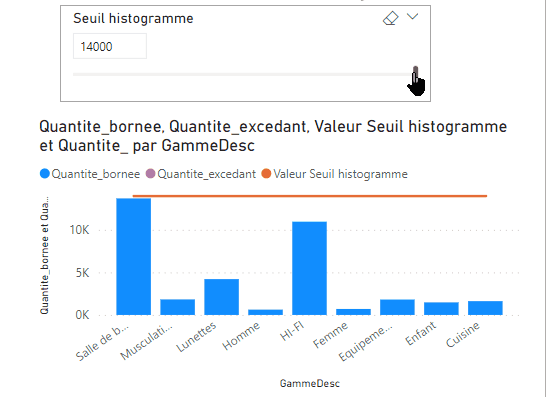 Seuil histogramme
14000
Quantite_bornee, Quantite_excedant, Valeur Seuil histogramme
et Quantite_ par GammeDesc
Quantite_bornee Quantite_excedant Valeur Seuil histogramme
Quantite_bornee et Qua...
10K
5K
0K
Salle de b...
Musculati...
Lunettes
Homme
HI-FI
Femme
Equipeme...
Enfant
Cuisine
GammeDesc